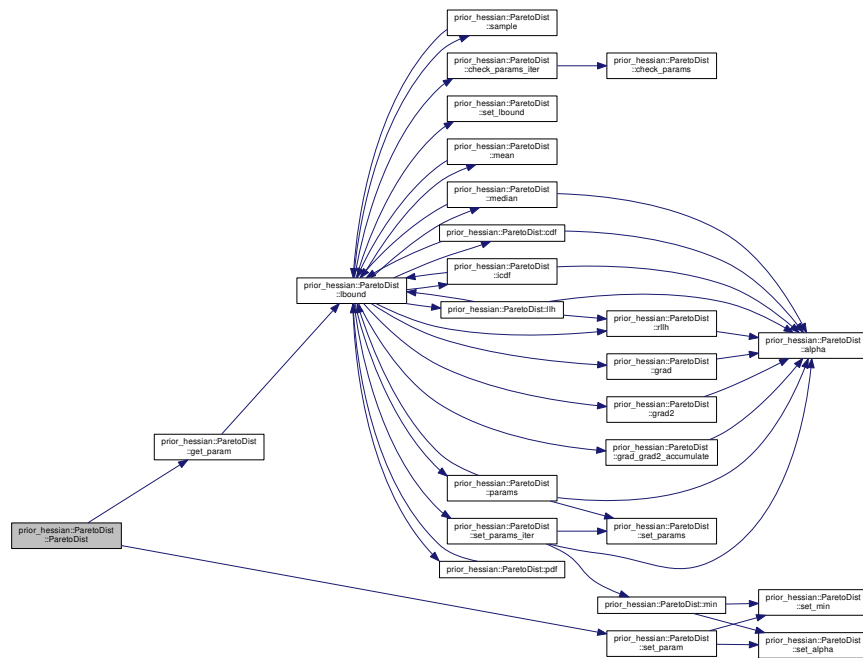 prior_hessian::ParetoDist
::sample
prior_hessian::ParetoDist
::check_params_iter
prior_hessian::ParetoDist
::check_params
prior_hessian::ParetoDist
::set_lbound
prior_hessian::ParetoDist
::mean
prior_hessian::ParetoDist
::median
prior_hessian::ParetoDist::cdf
prior_hessian::ParetoDist
::icdf
prior_hessian::ParetoDist
::lbound
prior_hessian::ParetoDist::llh
prior_hessian::ParetoDist
::rllh
prior_hessian::ParetoDist
::alpha
prior_hessian::ParetoDist
::grad
prior_hessian::ParetoDist
::grad2
prior_hessian::ParetoDist
::get_param
prior_hessian::ParetoDist
::grad_grad2_accumulate
prior_hessian::ParetoDist
::params
prior_hessian::ParetoDist
::set_params_iter
prior_hessian::ParetoDist
::set_params
prior_hessian::ParetoDist
::ParetoDist
prior_hessian::ParetoDist::pdf
prior_hessian::ParetoDist::min
prior_hessian::ParetoDist
::set_min
prior_hessian::ParetoDist
::set_param
prior_hessian::ParetoDist
::set_alpha